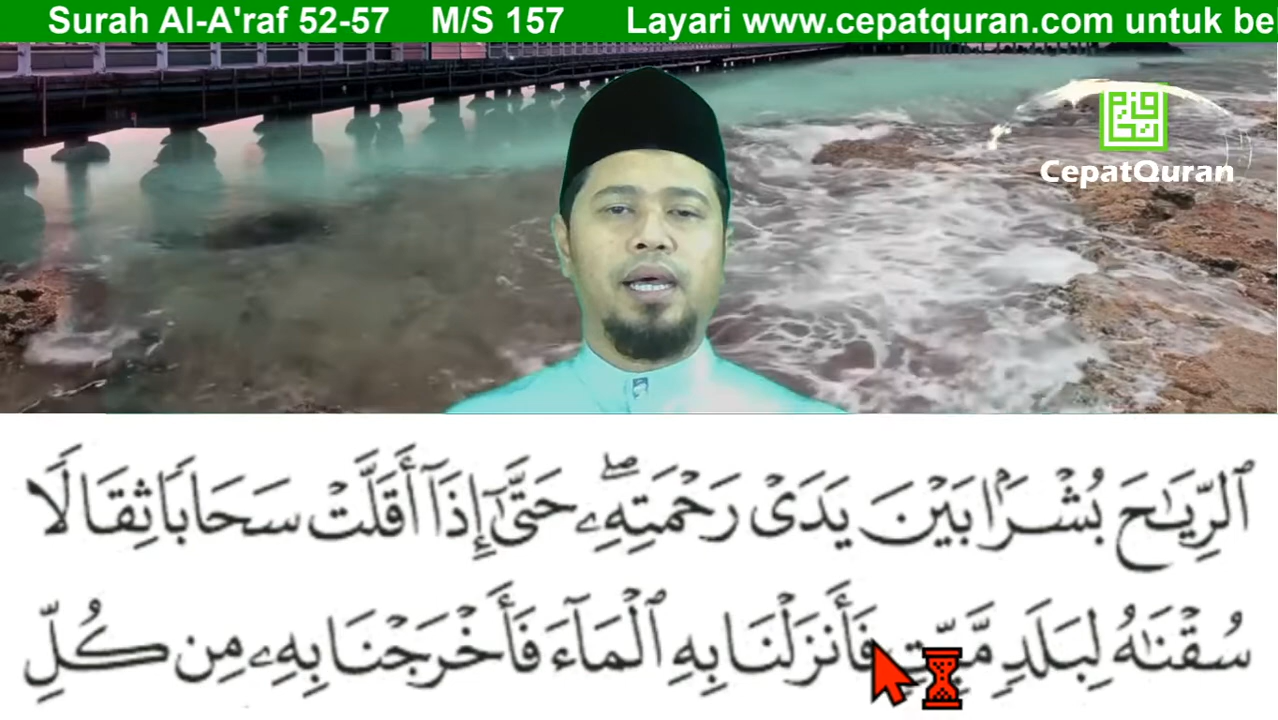 Surah Al-A'raf 52-57 M/S 157 Layari www.cepatquran.com untuk be
CepatQuran
ٱلرِّيَـٰحَ بُشْرَۢا بَيْنَ يَدَىْ رَحْمَتِهِۦ ۖ حَتَّىٰٓ إِذَآ أَقَلَّتْ سَحَابًا ثِقَالًا
سُقْنَـٰهُ لِبَلَدٍ مَّيِّتٍ فَأَنزَلْنَا بِهِ ٱلْمَآءَ فَأَخْرَجْنَا بِهِۦ مِن كُلِّ